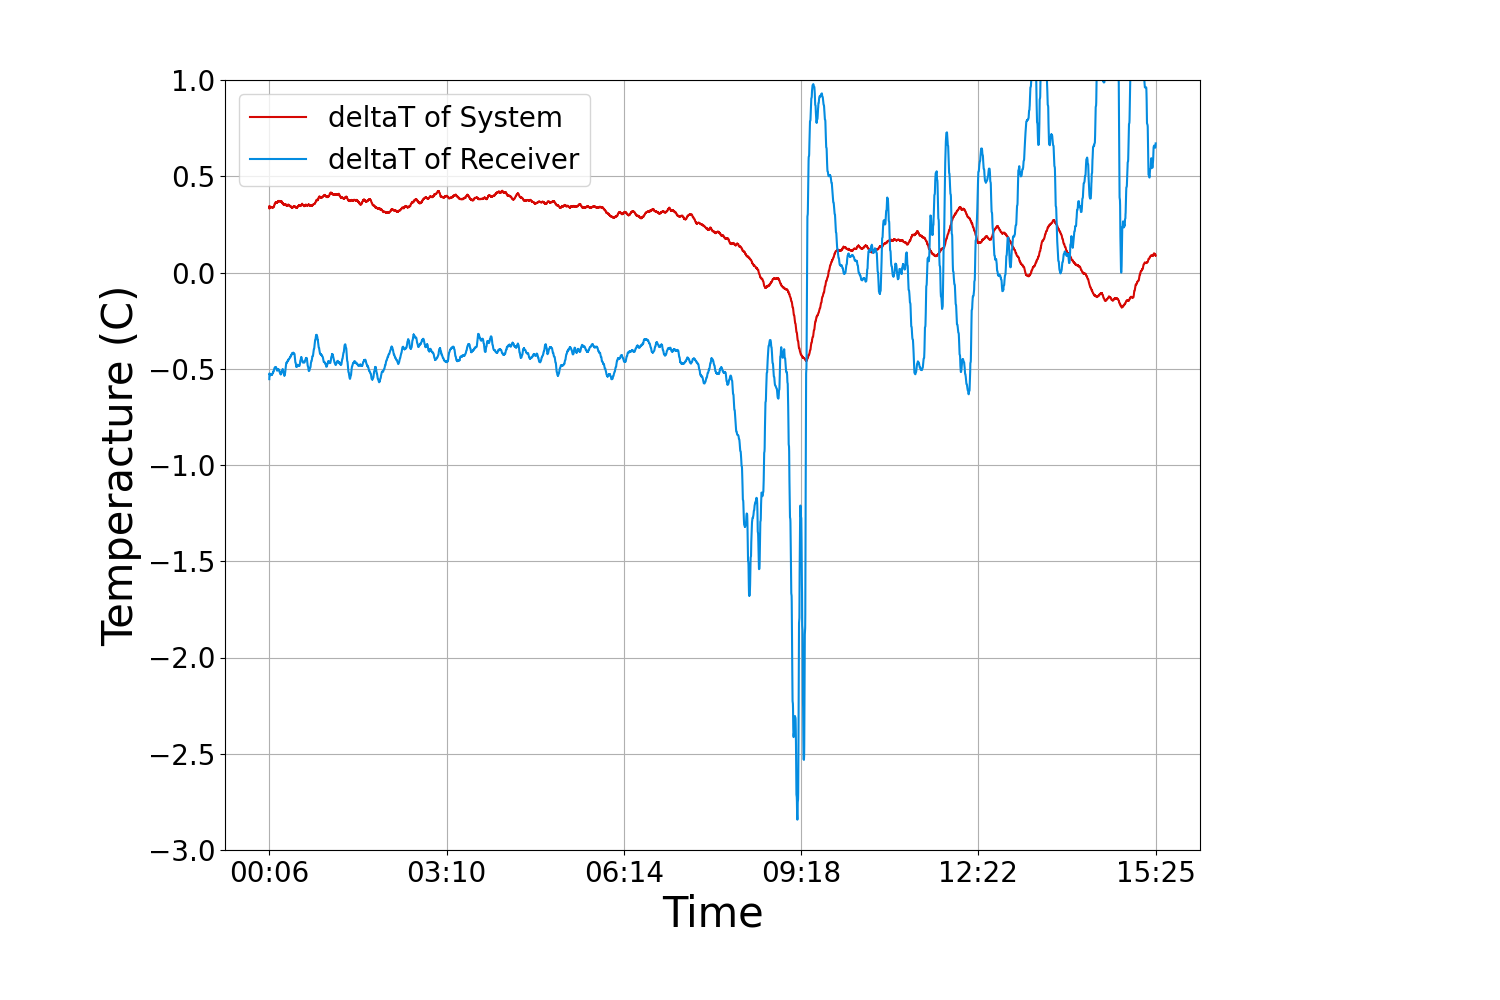 1.0
0.5
0.0
−0.5
−1.0
−1.5
−2.0
−2.5
−3.0
Temperacture (C)
deltaT of System
deltaT of Receiver
00:06 03:10 06:14 09:18 12:22 15:25
Time